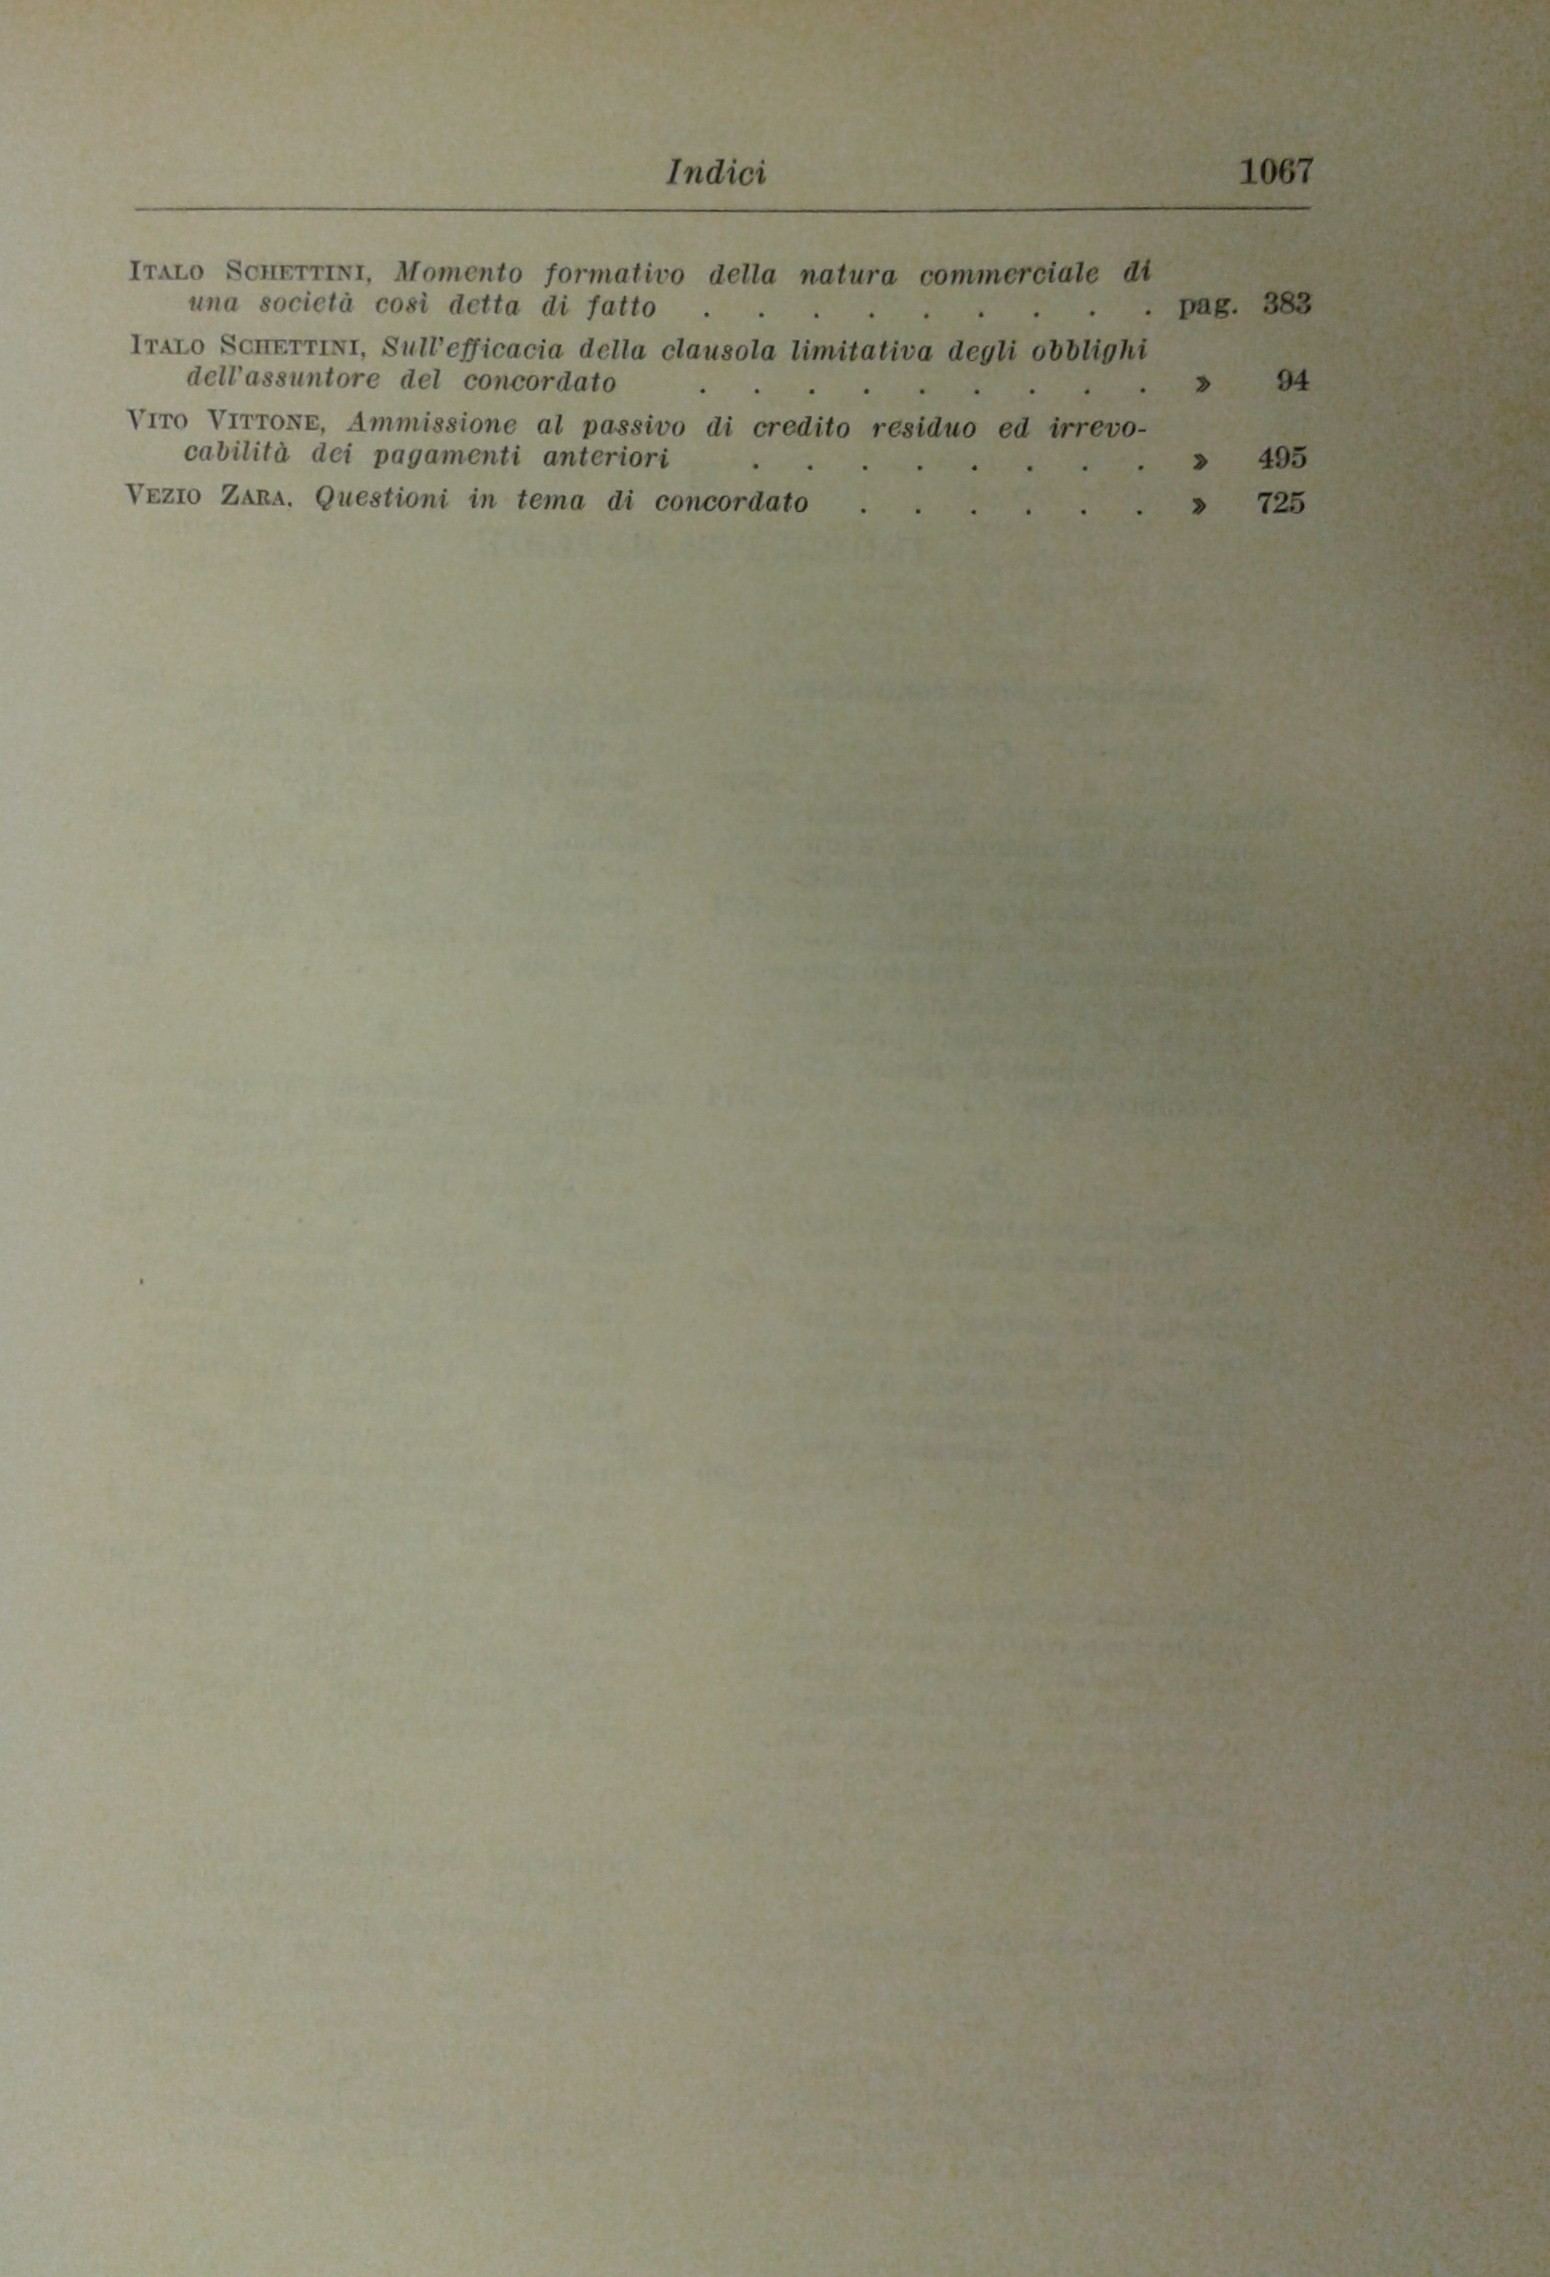 Indici 1067
ITALO SCHETTINI, Momento formativo della natura commerciale di
una società così detta di fatto . . . . . . . . . pag. 383
ITALO SCHETTINI, Sull'efficacia della clausola limitativa degli obblighi
dell'assuntore del concordato . . . . . . . . . » 94
VITO VITTONE, Ammissione al passivo di credito residuo ed irrevo-
cabilità dei pagamenti anteriori . . . . . . . . » 495
VEZIO ZARA. Questioni in tema di concordato . . . . . . » 725